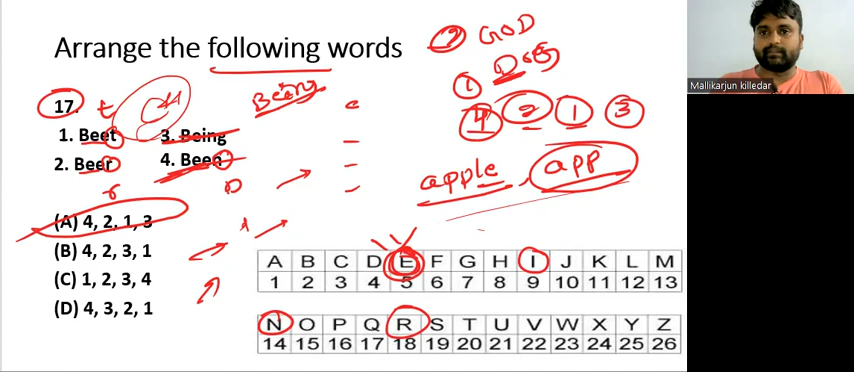 Arrange the following words
17.
1. Beet
3. Being
2. Beer
4. Been
(A) 4, 2, 1, 3
(B) 4, 2, 3, 1
(C) 1, 2, 3, 4
(D) 4, 3, 2, 1
t
r
n
Being
e
② GOD
① DOG
4 2 1 3
apple, app
A B C D E F G H I J K L M
1 2 3 4 5 6 7 8 9 10 11 12 13
N O P Q R S T U V W X Y Z
14 15 16 17 18 19 20 21 22 23 24 25 26
Mallikarjun killedar